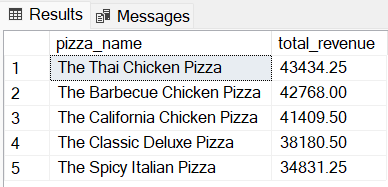 Results Messages
pizza_name total_revenue
1 The Thai Chicken Pizza 43434.25
2 The Barbecue Chicken Pizza 42768.00
3 The California Chicken Pizza 41409.50
4 The Classic Deluxe Pizza 38180.50
5 The Spicy Italian Pizza 34831.25